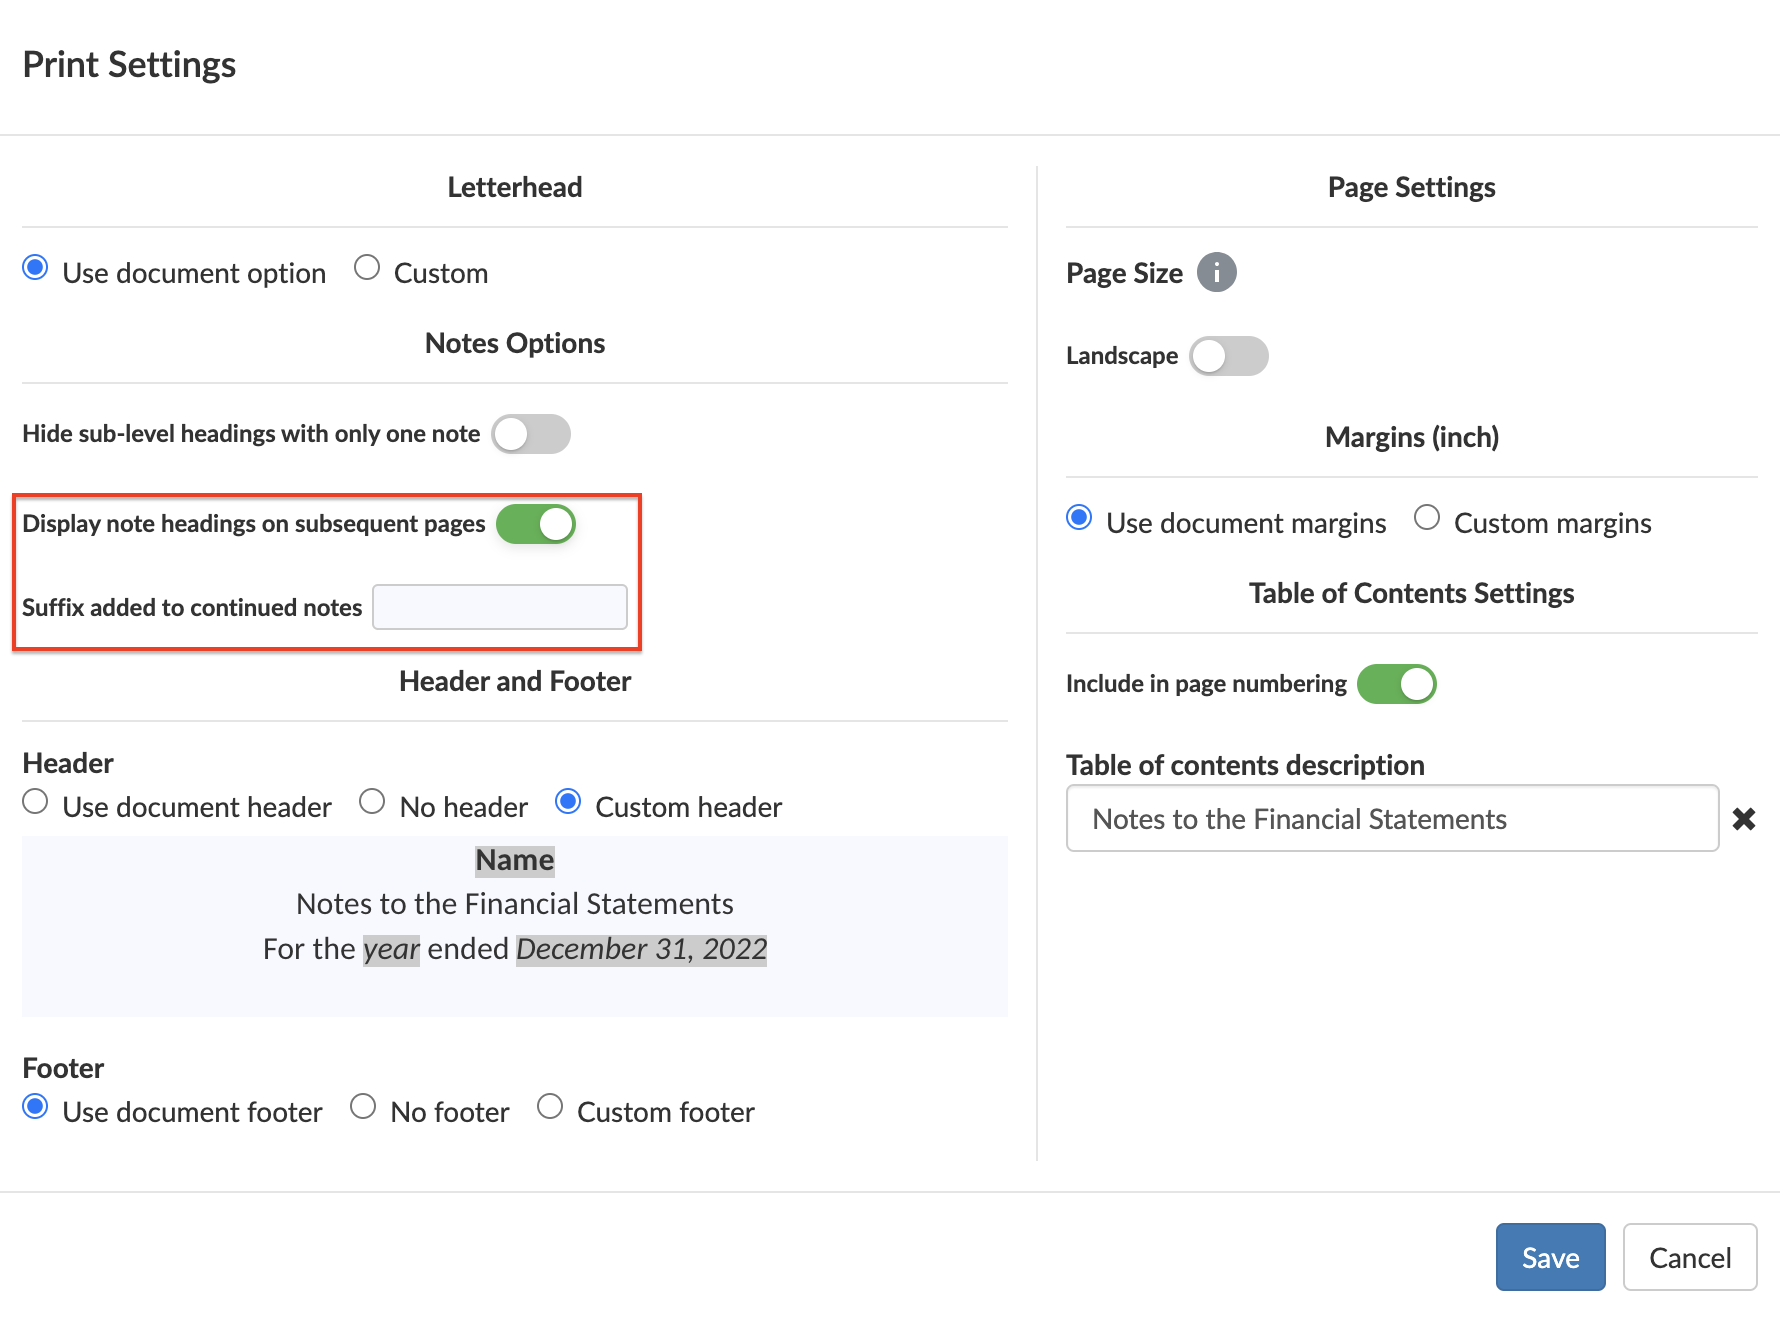 Print Settings
Letterhead
Use document option Custom
Notes Options
Hide sub-level headings with only one note
Display note headings on subsequent pages
Suffix added to continued notes
Header and Footer
Header
Use document header No header Custom header
Name
Notes to the Financial Statements
For the year ended December 31, 2022
Footer
Use document footer No footer Custom footer
Page Settings
Page Size i
Landscape
Margins (inch)
Use document margins Custom margins
Table of Contents Settings
Include in page numbering
Table of contents description
Notes to the Financial Statements
Save Cancel